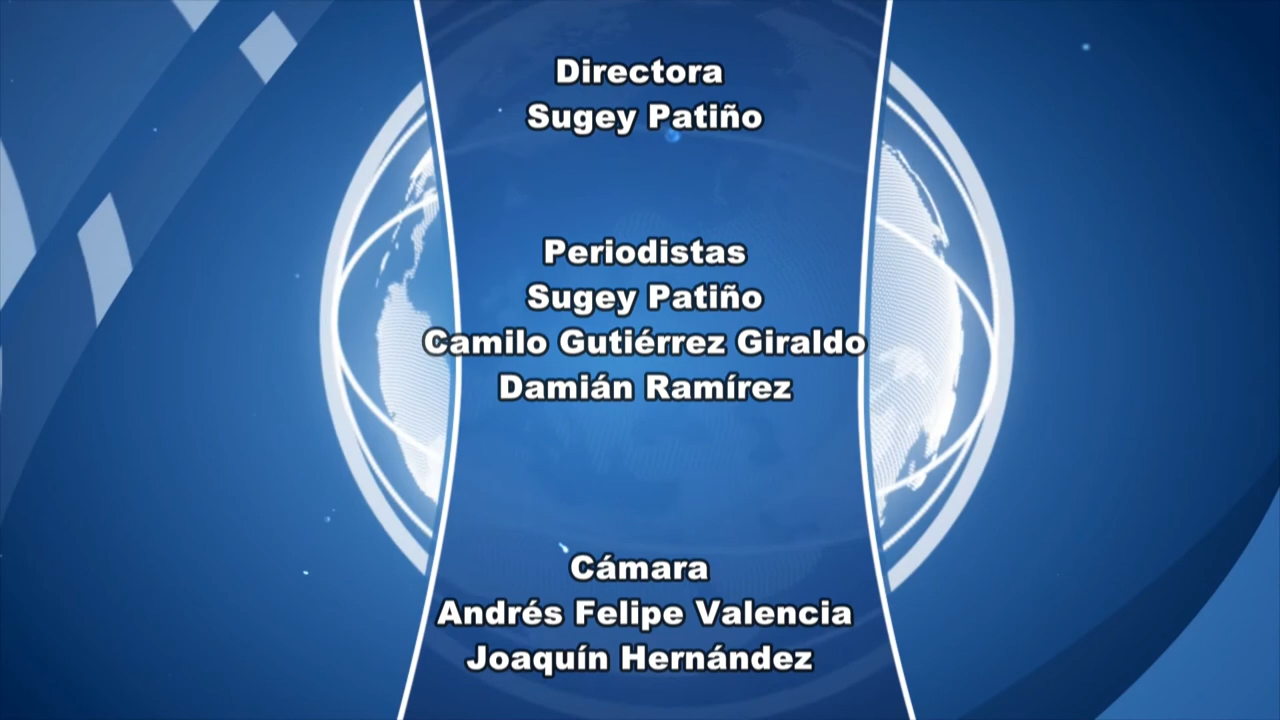 Directora
Sugey Patiño
Periodistas
Sugey Patiño
Camilo Gutiérrez Giraldo
Damián Ramírez
Cámara
Andrés Felipe Valencia
Joaquín Hernández